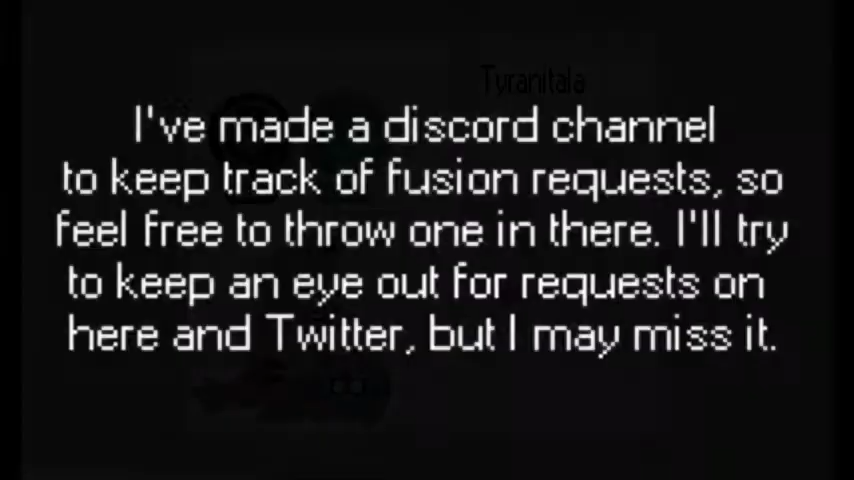 Tyranitala
I've made a discord channel
to keep track of fusion requests, so
feel free to throw one in there. I'll try
to keep an eye out for requests on
here and Twitter, but I may miss it.